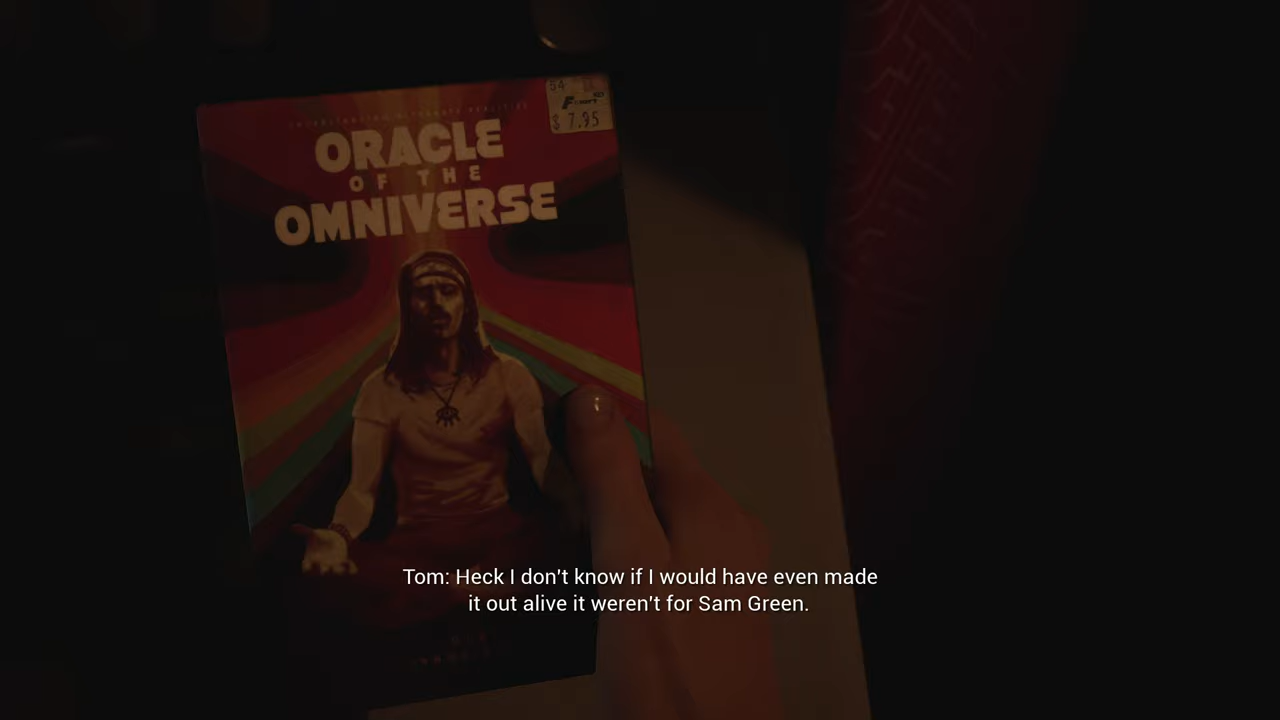 54
$ 7.95
ORACLE
OF THE
OMNIVERSE
Tom: Heck I don't know if I would have even made
it out alive it weren't for Sam Green.